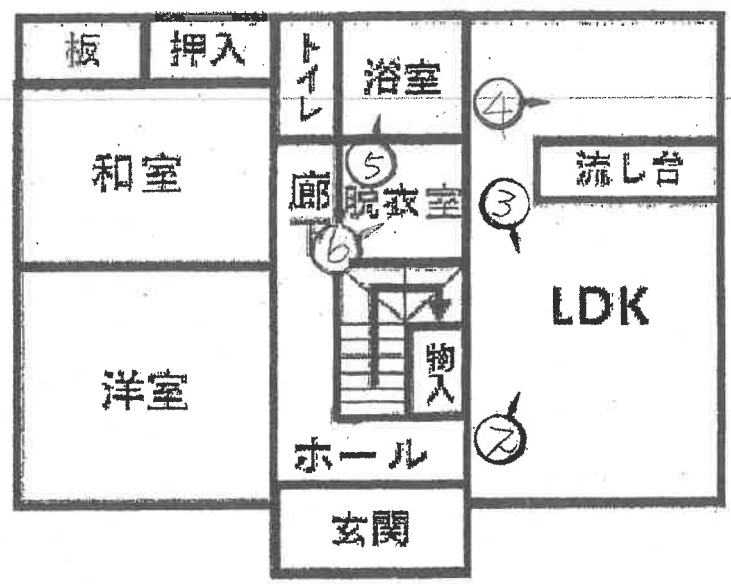 板
押入
トイレ
浴室
④
和室
⑤
流し台
廊下
脱衣室
③
⑥
LDK
洋室
物入
②
ホール
玄関